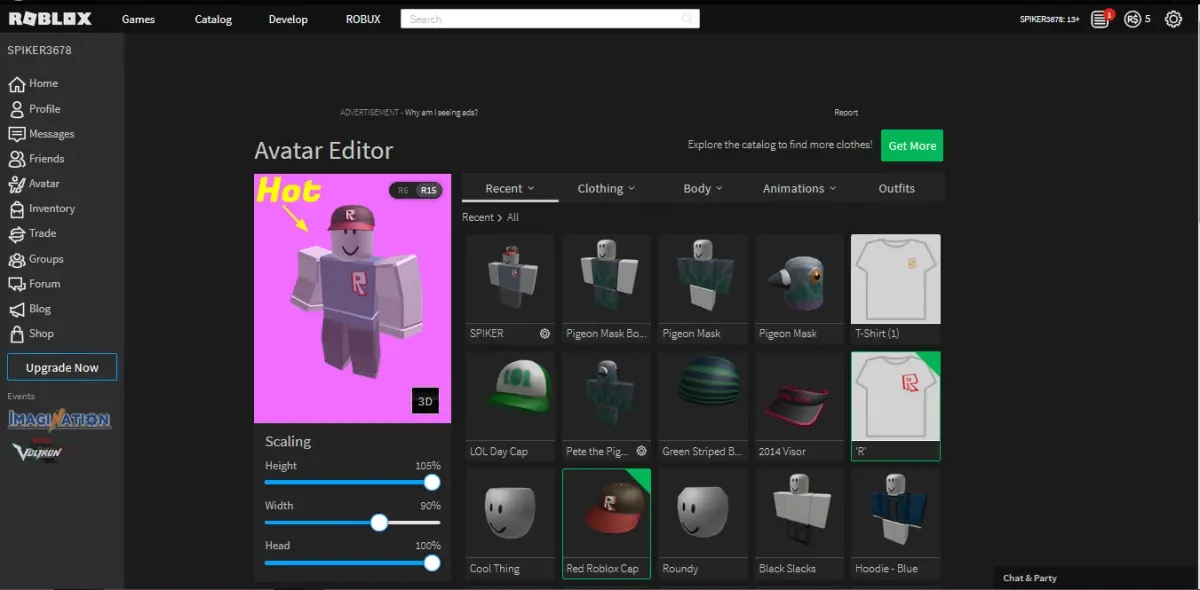 ROBLOX
Games
Catalog
Develop
ROBUX
Search
SPIKER3678: 13+
1
R$ 5
SPIKER3678
Home
Profile
Messages
Friends
Avatar
Inventory
Trade
Groups
Forum
Blog
Shop
Upgrade Now
Events
IMAGINATION
VOLTRON
ADVERTISEMENT - Why am I seeing ads?
Report
Avatar Editor
Explore the catalog to find more clothes!
Get More
Hot
R6
R15
R
R
3D
Scaling
Height
105%
Width
90%
Head
100%
Recent
Clothing
Body
Animations
Outfits
Recent > All
SPIKER
Pigeon Mask Bo...
Pigeon Mask
Pigeon Mask
S
T-Shirt (1)
LOL
LOL Day Cap
Pete the Pig...
Green Striped B...
2014 Visor
R
'R'
Cool Thing
R
Red Roblox Cap
Roundy
Black Slacks
Hoodie - Blue
Chat & Party